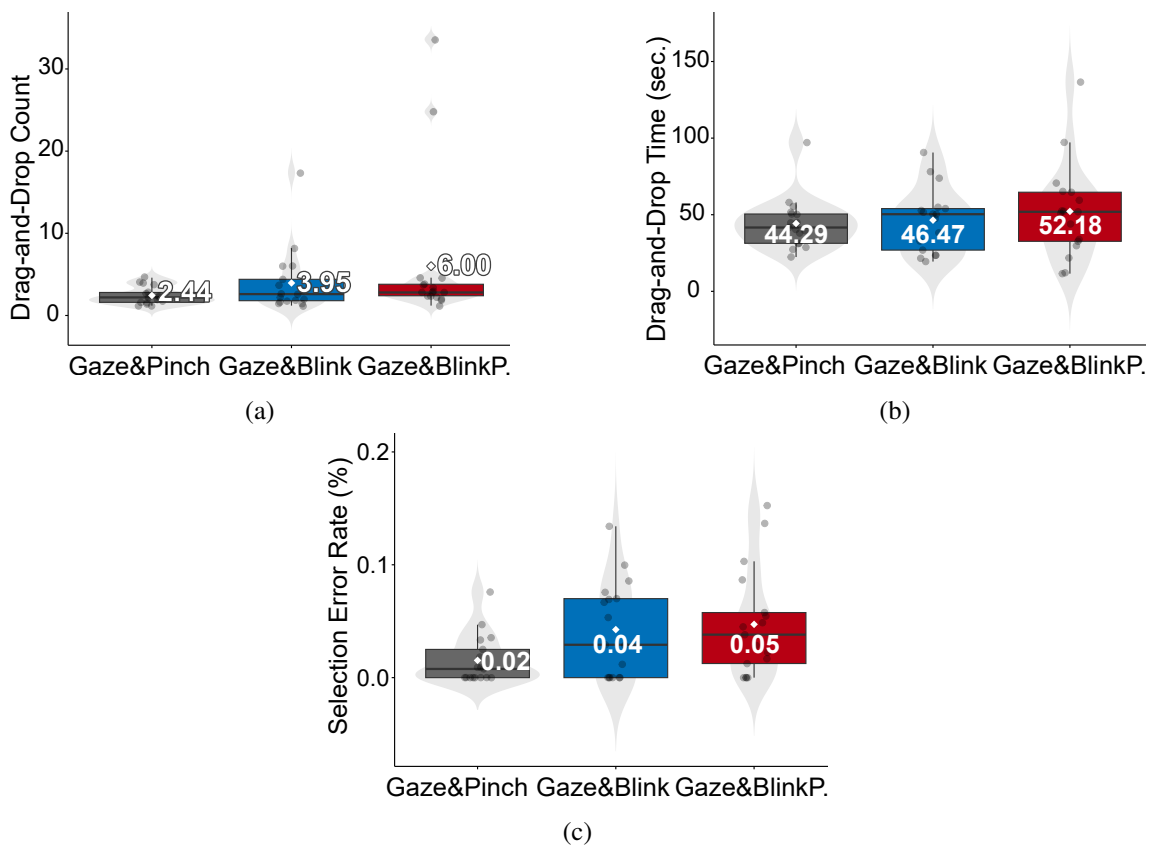 Drag-and-Drop Count
30
20
10
0
2.44
3.95
6.00
Gaze&Pinch Gaze&Blink Gaze&BlinkP.
(a)
Drag-and-Drop Time (sec.)
150
100
50
0
44.29
46.47
52.18
Gaze&Pinch Gaze&Blink Gaze&BlinkP.
(b)
Selection Error Rate (%)
0.2
0.1
0.0
0.02
0.04
0.05
Gaze&Pinch Gaze&Blink Gaze&BlinkP.
(c)